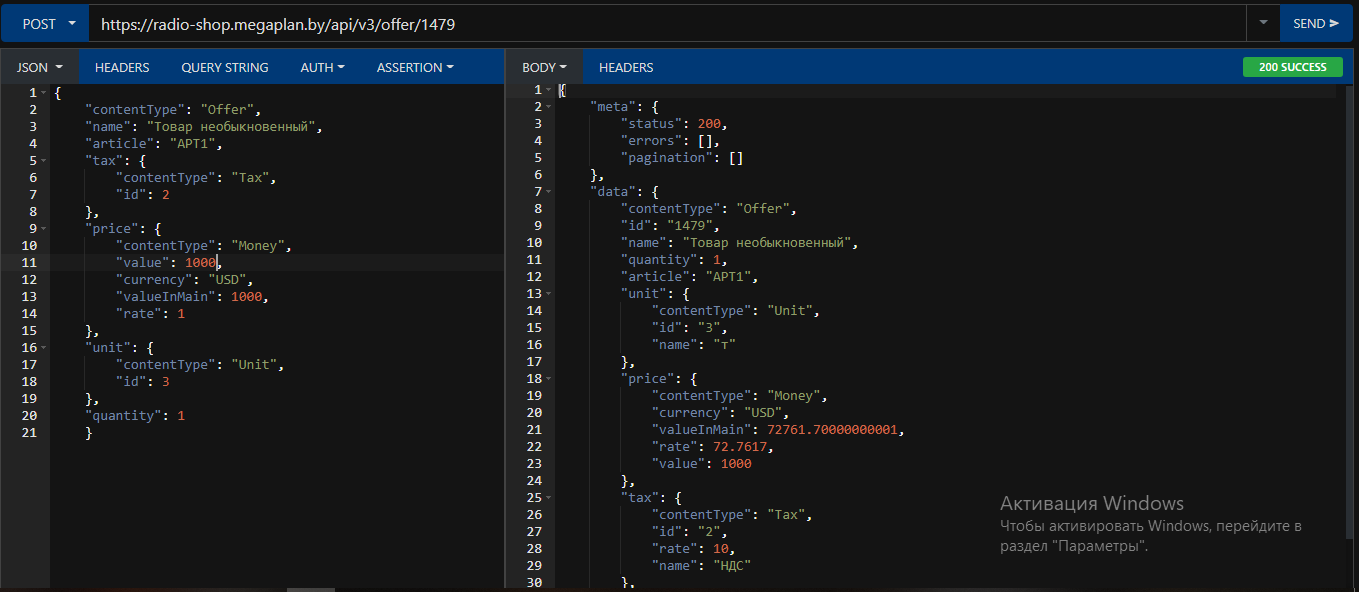 POST https://radio-shop.megaplan.by/api/v3/offer/1479 SEND
JSON HEADERS QUERY STRING AUTH ASSERTION
1 {
2 "contentType": "Offer",
3 "name": "Товар необыкновенный",
4 "article": "АРТ1",
5 "tax": {
6 "contentType": "Tax",
7 "id": 2
8 },
9 "price": {
10 "contentType": "Money",
11 "value": 1000,
12 "currency": "USD",
13 "valueInMain": 1000,
14 "rate": 1
15 },
16 "unit": {
17 "contentType": "Unit",
18 "id": 3
19 },
20 "quantity": 1
21 }
BODY HEADERS 200 SUCCESS
1 {
2 "meta": {
3 "status": 200,
4 "errors": [],
5 "pagination": []
6 },
7 "data": {
8 "contentType": "Offer",
9 "id": "1479",
10 "name": "Товар необыкновенный",
11 "quantity": 1,
12 "article": "АРТ1",
13 "unit": {
14 "contentType": "Unit",
15 "id": "3",
16 "name": "т"
17 },
18 "price": {
19 "contentType": "Money",
20 "currency": "USD",
21 "valueInMain": 72761.70000000001,
22 "rate": 72.7617,
23 "value": 1000
24 },
25 "tax": {
26 "contentType": "Tax",
27 "id": "2",
28 "rate": 10,
29 "name": "НДС"
30 },
Активация Windows
Чтобы активировать Windows, перейдите в
раздел "Параметры".